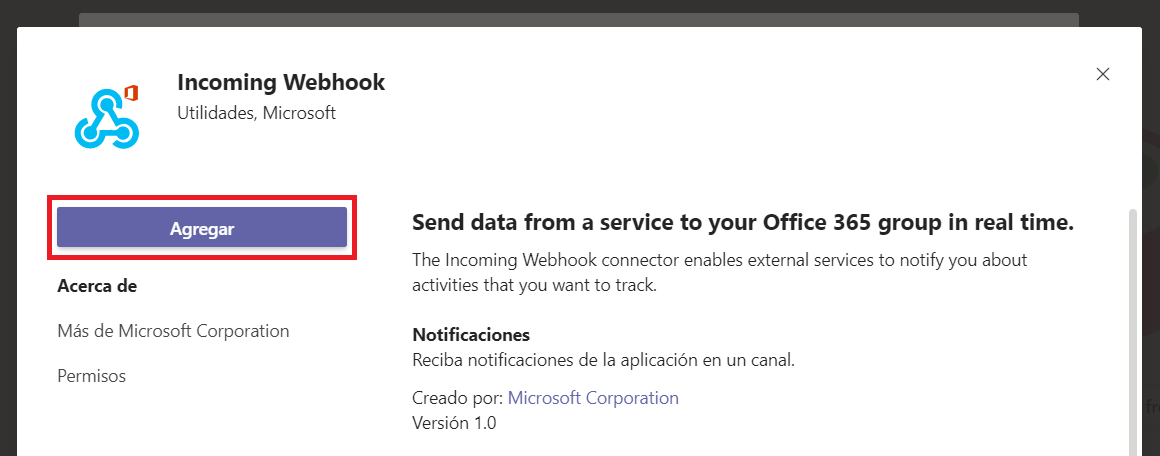 Incoming Webhook
Utilidades, Microsoft
Agregar
Acerca de
Más de Microsoft Corporation
Permisos
Send data from a service to your Office 365 group in real time.
The Incoming Webhook connector enables external services to notify you about
activities that you want to track.
Notificaciones
Reciba notificaciones de la aplicación en un canal.
Creado por: Microsoft Corporation
Versión 1.0